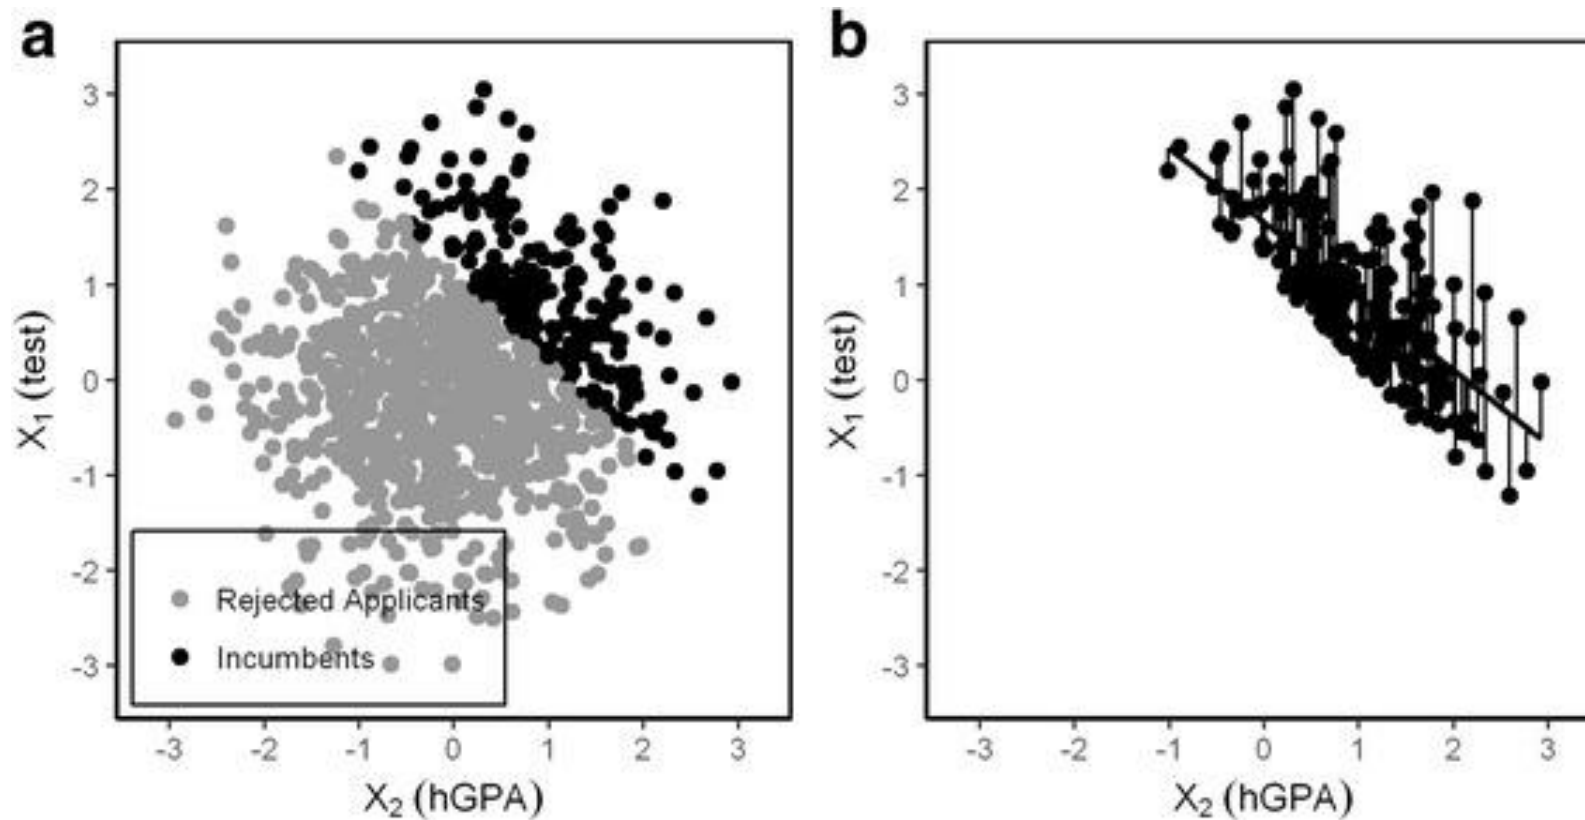 a
3
2
1
0
-1
-2
-3
X₁ (test)
Rejected Applicants
Incumbents
-3 -2 -1 0 1 2 3
X₂ (hGPA)
b
3
2
1
0
-1
-2
-3
X₁ (test)
-3 -2 -1 0 1 2 3
X₂ (hGPA)